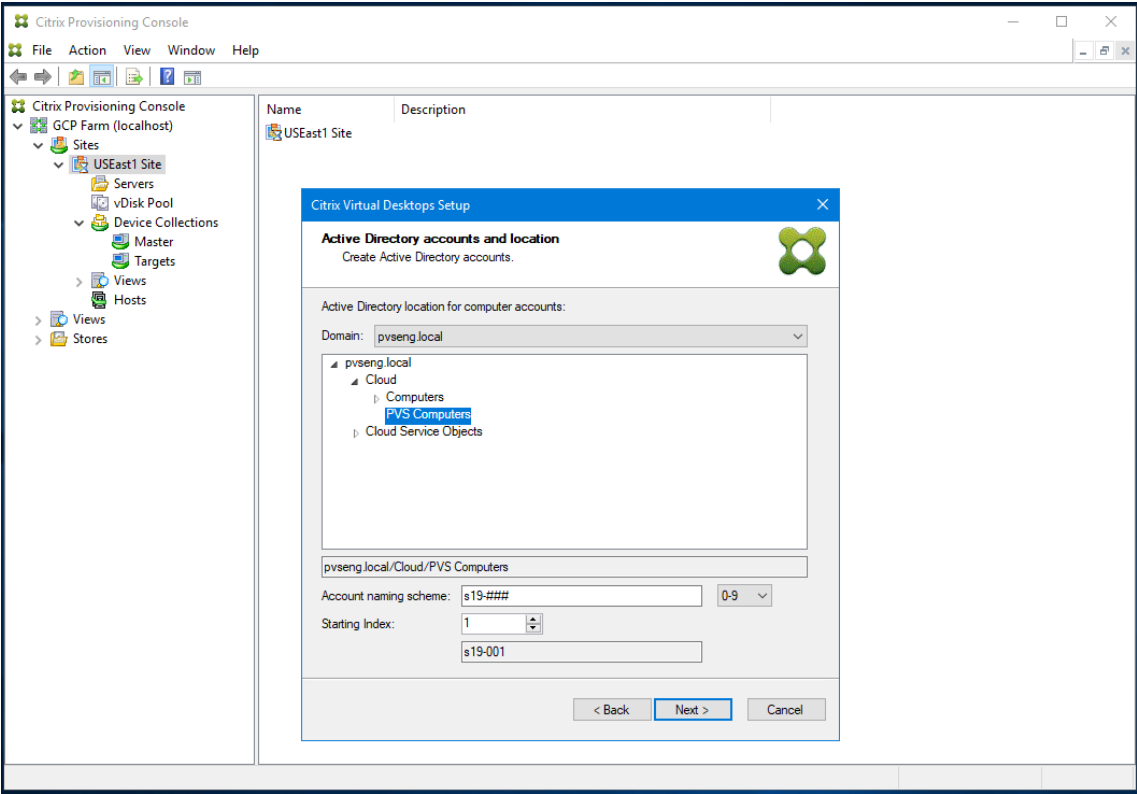 Citrix Provisioning Console
File Action View Window Help
Citrix Provisioning Console
GCP Farm (localhost)
Sites
USEast1 Site
Servers
vDisk Pool
Device Collections
Master
Targets
Views
Hosts
Views
Stores
Name Description
USEast1 Site
Citrix Virtual Desktops Setup
Active Directory accounts and location
Create Active Directory accounts.
Active Directory location for computer accounts:
Domain: pvseng.local
pvseng.local
Cloud
Computers
PVS Computers
Cloud Service Objects
pvseng.local/Cloud/PVS Computers
Account naming scheme: s19-### 0-9
Starting Index: 1
s19-001
< Back Next > Cancel